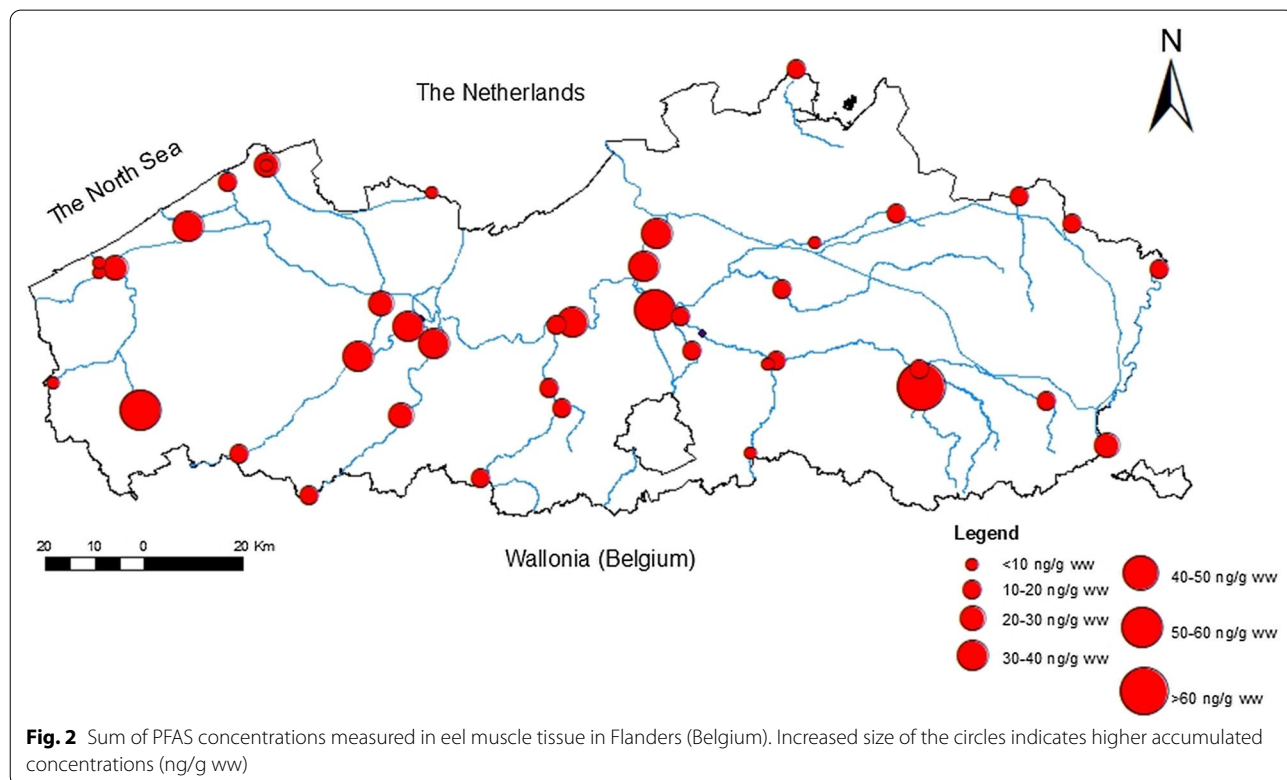 N
The Netherlands
The North Sea
20 10 0 20 Km
Wallonia (Belgium)
Legend
<10 ng/g ww
10-20 ng/g ww
20-30 ng/g ww
30-40 ng/g ww
40-50 ng/g ww
50-60 ng/g ww
>60 ng/g ww
Fig. 2 Sum of PFAS concentrations measured in eel muscle tissue in Flanders (Belgium). Increased size of the circles indicates higher accumulated
concentrations (ng/g ww)